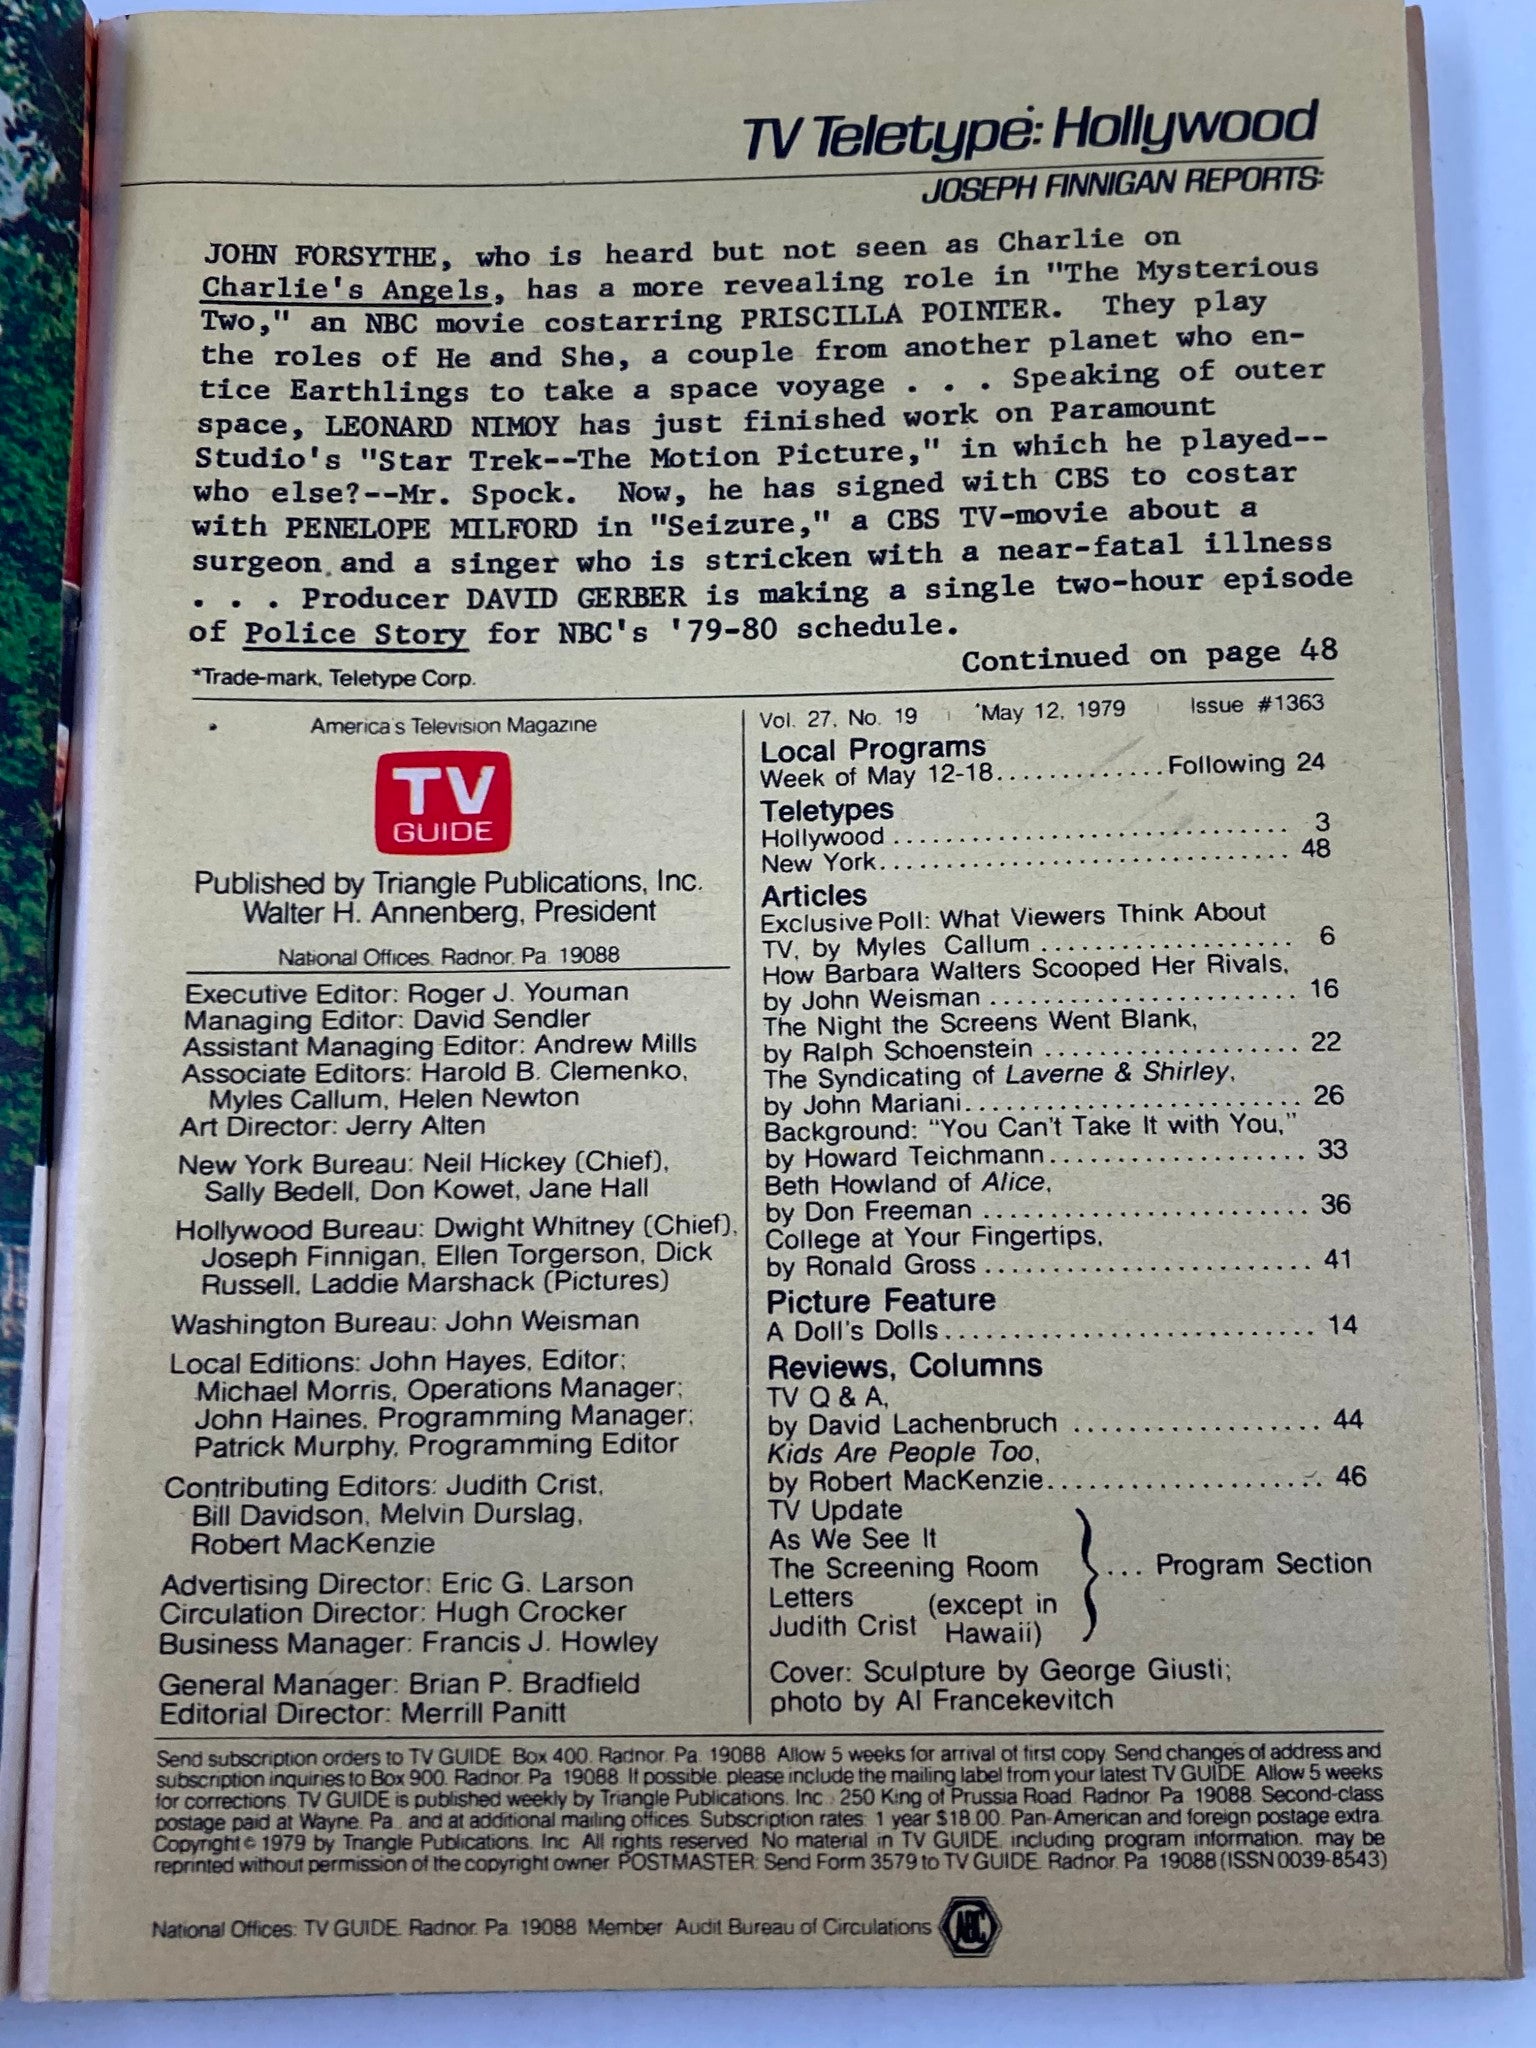 TV Teletype: Hollywood
JOSEPH FINNIGAN REPORTS:
JOHN FORSYTHE, who is heard but not seen as Charlie on
Charlie's Angels, has a more revealing role in "The Mysterious
Two," an NBC movie costarring PRISCILLA POINTER. They play
the roles of He and She, a couple from another planet who en-
tice Earthlings to take a space voyage . . . Speaking of outer
space, LEONARD NIMOY has just finished work on Paramount
Studio's "Star Trek--The Motion Picture," in which he played--
who else?--Mr. Spock. Now, he has signed with CBS to costar
with PENELOPE MILFORD in "Seizure," a CBS TV-movie about a
surgeon and a singer who is stricken with a near-fatal illness
. . . Producer DAVID GERBER is making a single two-hour episode
of Police Story for NBC's '79-80 schedule.
Continued on page 48
*Trade-mark, Teletype Corp.
America's Television Magazine
TV
GUIDE
Published by Triangle Publications, Inc.
Walter H. Annenberg, President
National Offices, Radnor, Pa. 19088
Executive Editor: Roger J. Youman
Managing Editor: David Sendler
Assistant Managing Editor: Andrew Mills
Associate Editors: Harold B. Clemenko,
Myles Callum, Helen Newton
Art Director: Jerry Alten
New York Bureau: Neil Hickey (Chief),
Sally Bedell, Don Kowet, Jane Hall
Hollywood Bureau: Dwight Whitney (Chief),
Joseph Finnigan, Ellen Torgerson, Dick
Russell, Laddie Marshack (Pictures)
Washington Bureau: John Weisman
Local Editions: John Hayes, Editor;
Michael Morris, Operations Manager;
John Haines, Programming Manager;
Patrick Murphy, Programming Editor
Contributing Editors: Judith Crist,
Bill Davidson, Melvin Durslag,
Robert MacKenzie
Advertising Director: Eric G. Larson
Circulation Director: Hugh Crocker
Business Manager: Francis J. Howley
General Manager: Brian P. Bradfield
Editorial Director: Merrill Panitt
Vol. 27, No. 19 May 12, 1979 Issue #1363
Local Programs
Week of May 12-18.............Following 24
Teletypes
Hollywood .............................. 3
New York............................... 48
Articles
Exclusive Poll: What Viewers Think About
TV, by Myles Callum ................... 6
How Barbara Walters Scooped Her Rivals,
by John Weisman ........................ 16
The Night the Screens Went Blank,
by Ralph Schoenstein ................... 22
The Syndicating of Laverne & Shirley,
by John Mariani.......................... 26
Background: "You Can't Take It with You,"
by Howard Teichmann.................... 33
Beth Howland of Alice,
by Don Freeman ......................... 36
College at Your Fingertips,
by Ronald Gross ......................... 41
Picture Feature
A Doll's Dolls............................ 14
Reviews, Columns
TV Q & A,
by David Lachenbruch ................... 44
Kids Are People Too,
by Robert MacKenzie..................... 46
TV Update
As We See It
The Screening Room ... Program Section
Letters (except in
Judith Crist Hawaii)
Cover: Sculpture by George Giusti;
photo by Al Francekevitch
Send subscription orders to TV GUIDE, Box 400, Radnor, Pa. 19088. Allow 5 weeks for arrival of first copy. Send changes of address and
subscription inquiries to Box 900, Radnor, Pa. 19088. If possible, please include the mailing label from your latest TV GUIDE. Allow 5 weeks
for corrections. TV GUIDE is published weekly by Triangle Publications, Inc., 250 King of Prussia Road, Radnor, Pa. 19088. Second-class
postage paid at Wayne, Pa., and at additional mailing offices. Subscription rates: 1 year $18.00. Pan-American and foreign postage extra.
Copyright © 1979 by Triangle Publications, Inc. All rights reserved. No material in TV GUIDE, including program information, may be
reprinted without permission of the copyright owner. POSTMASTER: Send Form 3579 to TV GUIDE, Radnor, Pa. 19088 (ISSN 0039-8543)
National Offices: TV GUIDE, Radnor, Pa. 19088 Member Audit Bureau of Circulations ABC